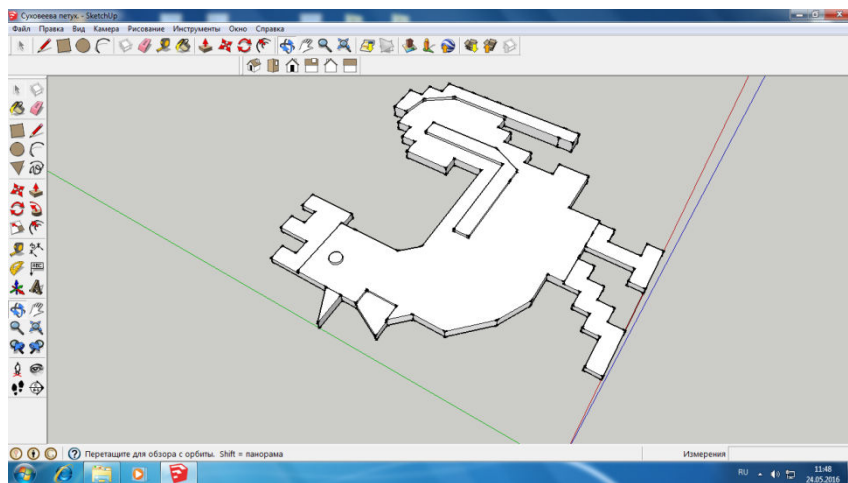 Суховеева петух. - SketchUp
Файл Правка Вид Камера Рисование Инструменты Окно Справка
Перетащите для обзора с орбиты. Shift = панорама
Измерения
RU
11:48
24.05.2016